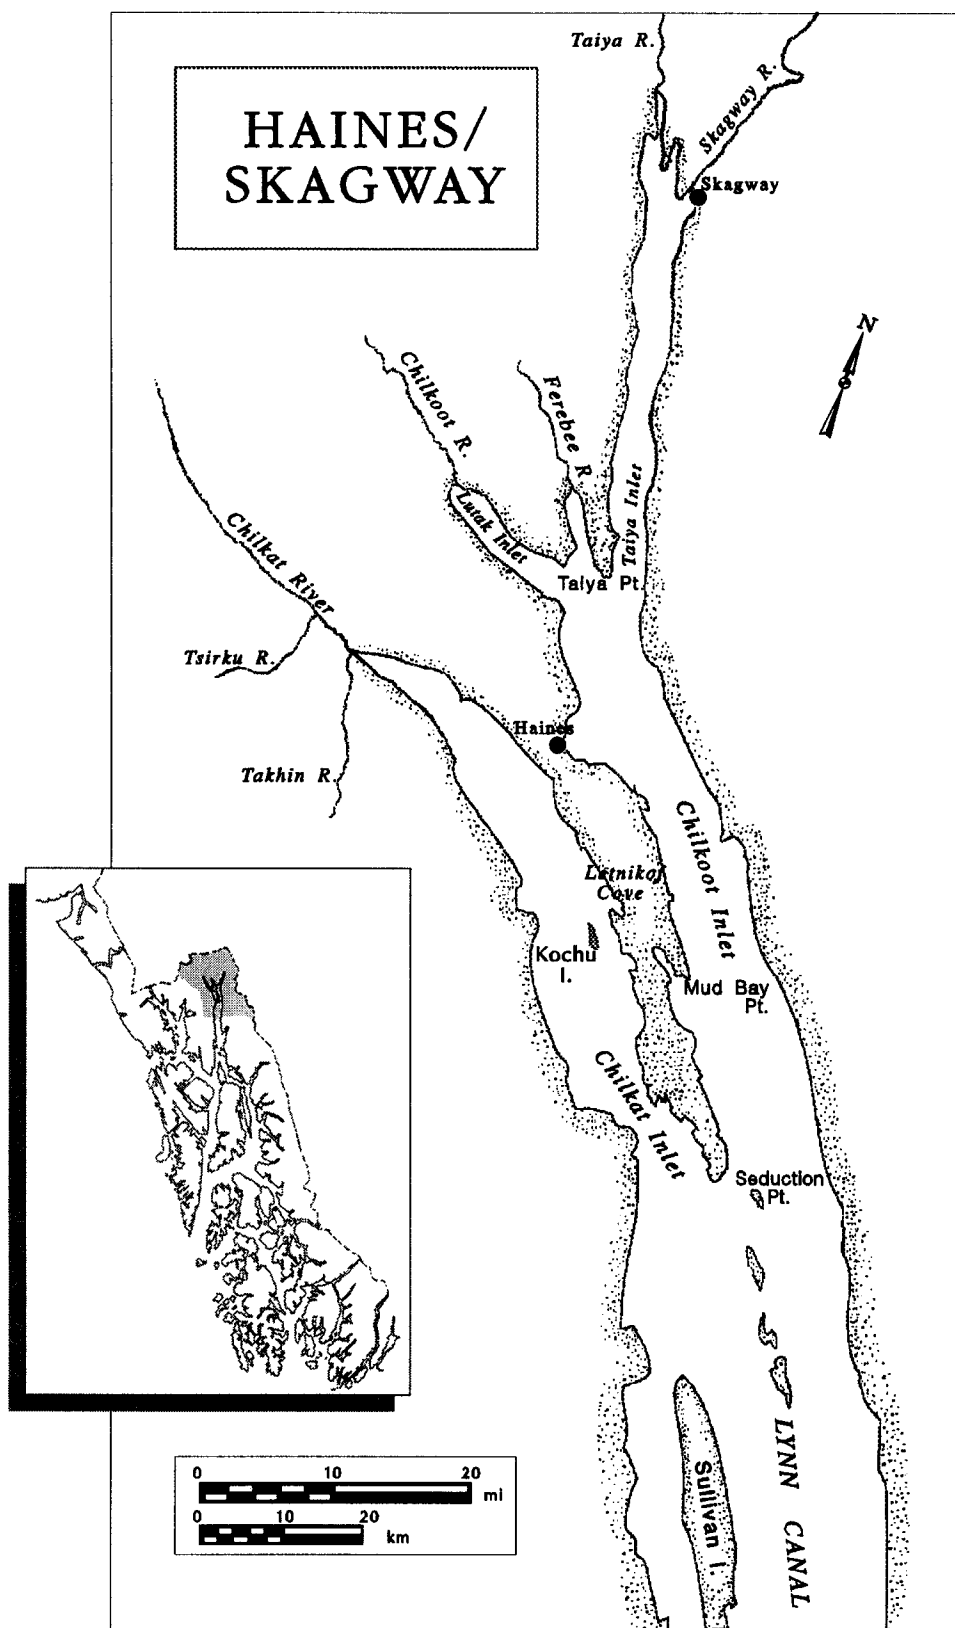 Taiya R.
Skagway R.
HAINES/
SKAGWAY
Skagway
N
Chilkoot R.
Ferebee R
Taiya Inlet
Lutak Inlet
Chilkat River
Taiya Pt.
Tsirku R.
Haines
Takhin R.
Chilkoot Inlet
Letnikof
Cove
Kochu
I.
Mud Bay
Pt.
Chilkat Inlet
Seduction
Pt.
LYNN CANAL
Sullivan I.
0 10 20
mi
0 10 20
km